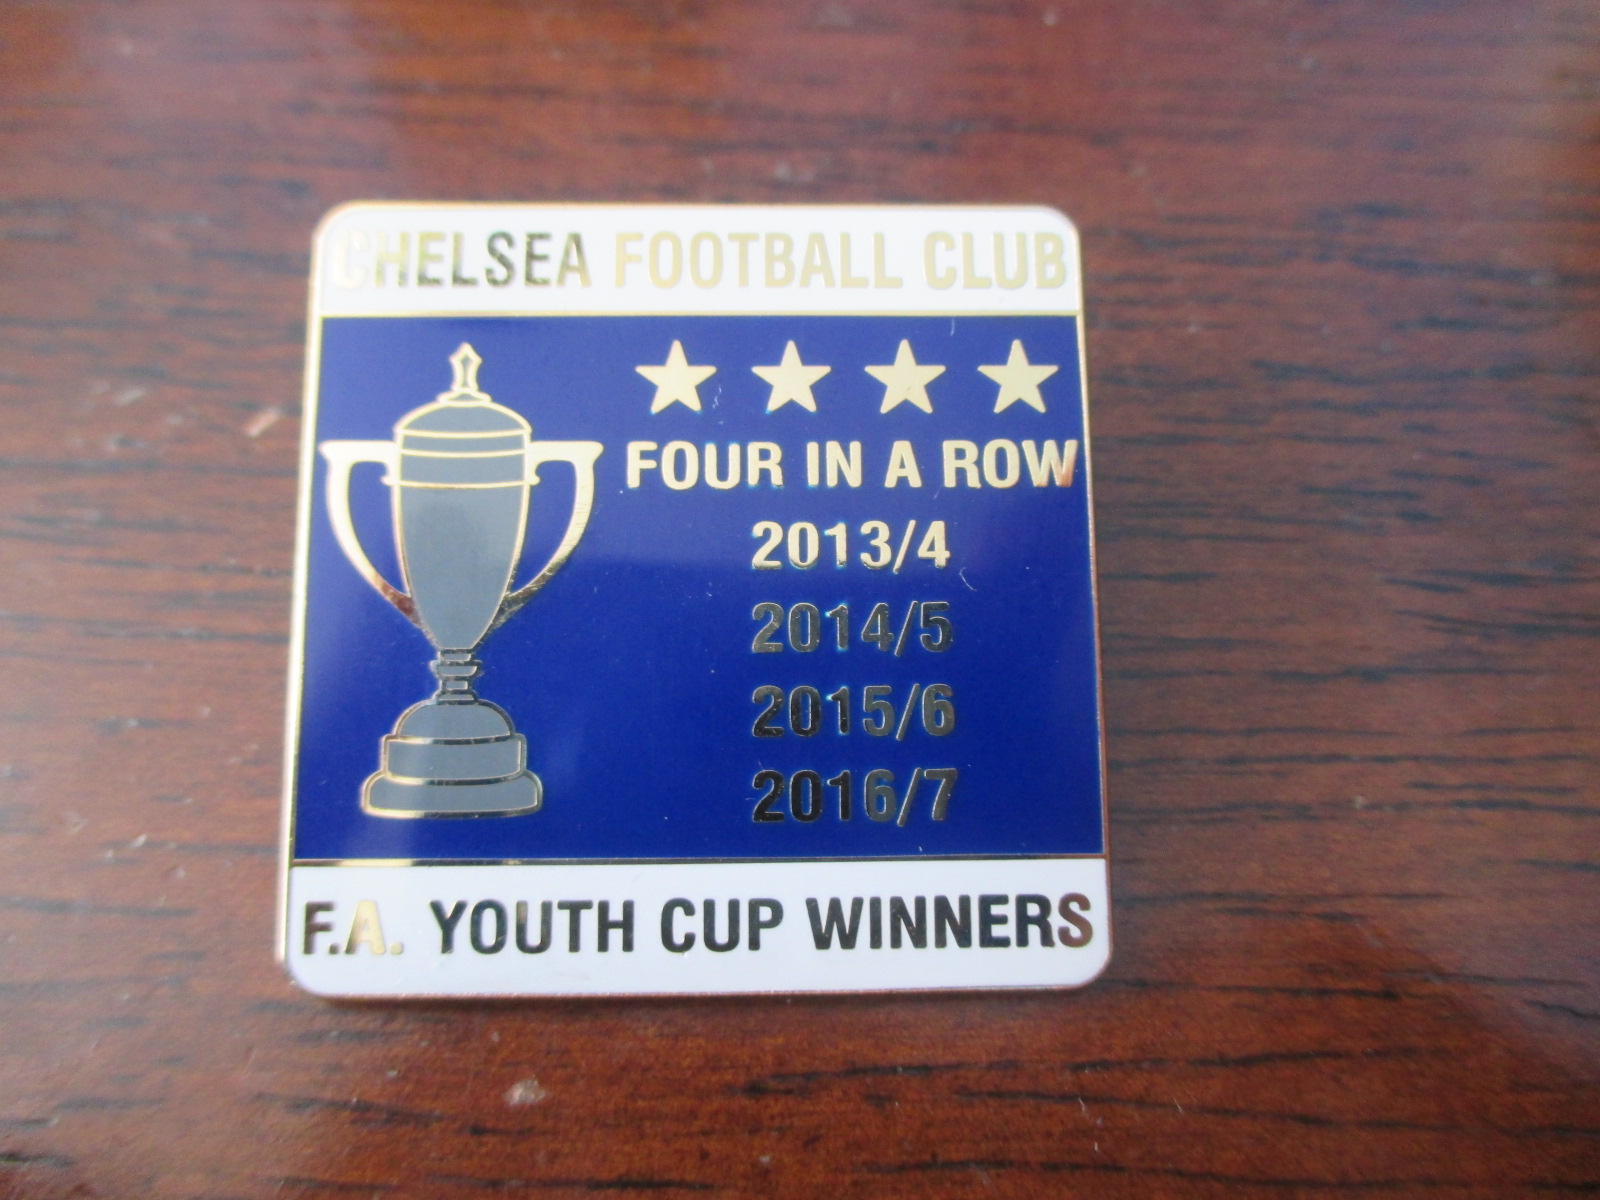 CHELSEA FOOTBALL CLUB
FOUR IN A ROW
2013/4
2014/5
2015/6
2016/7
F.A. YOUTH CUP WINNERS